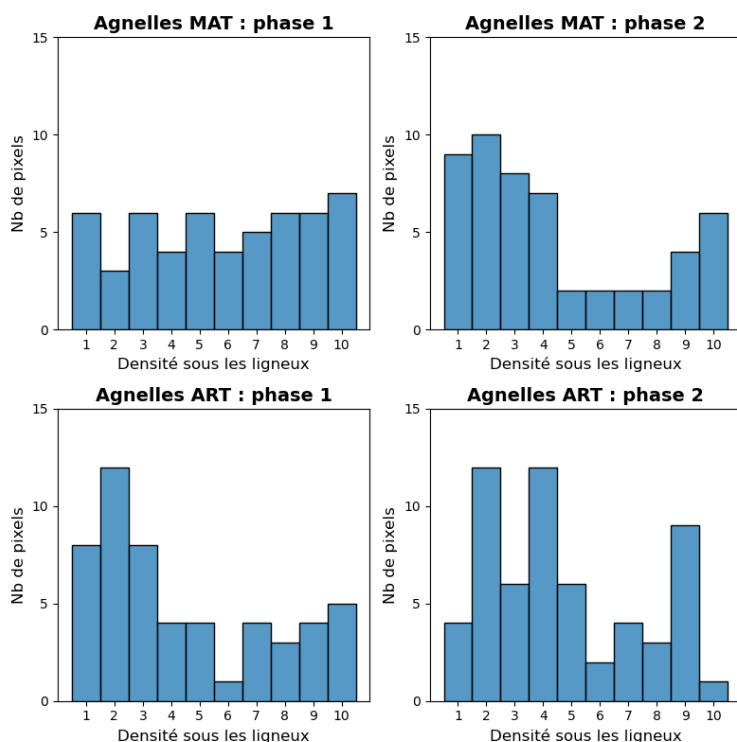 Agnelles MAT : phase 1
15
10
5
0
Nb de pixels
1 2 3 4 5 6 7 8 9 10
Densité sous les ligneux
Agnelles MAT : phase 2
15
10
5
0
Nb de pixels
1 2 3 4 5 6 7 8 9 10
Densité sous les ligneux
Agnelles ART : phase 1
15
10
5
0
Nb de pixels
1 2 3 4 5 6 7 8 9 10
Densité sous les ligneux
Agnelles ART : phase 2
15
10
5
0
Nb de pixels
1 2 3 4 5 6 7 8 9 10
Densité sous les ligneux